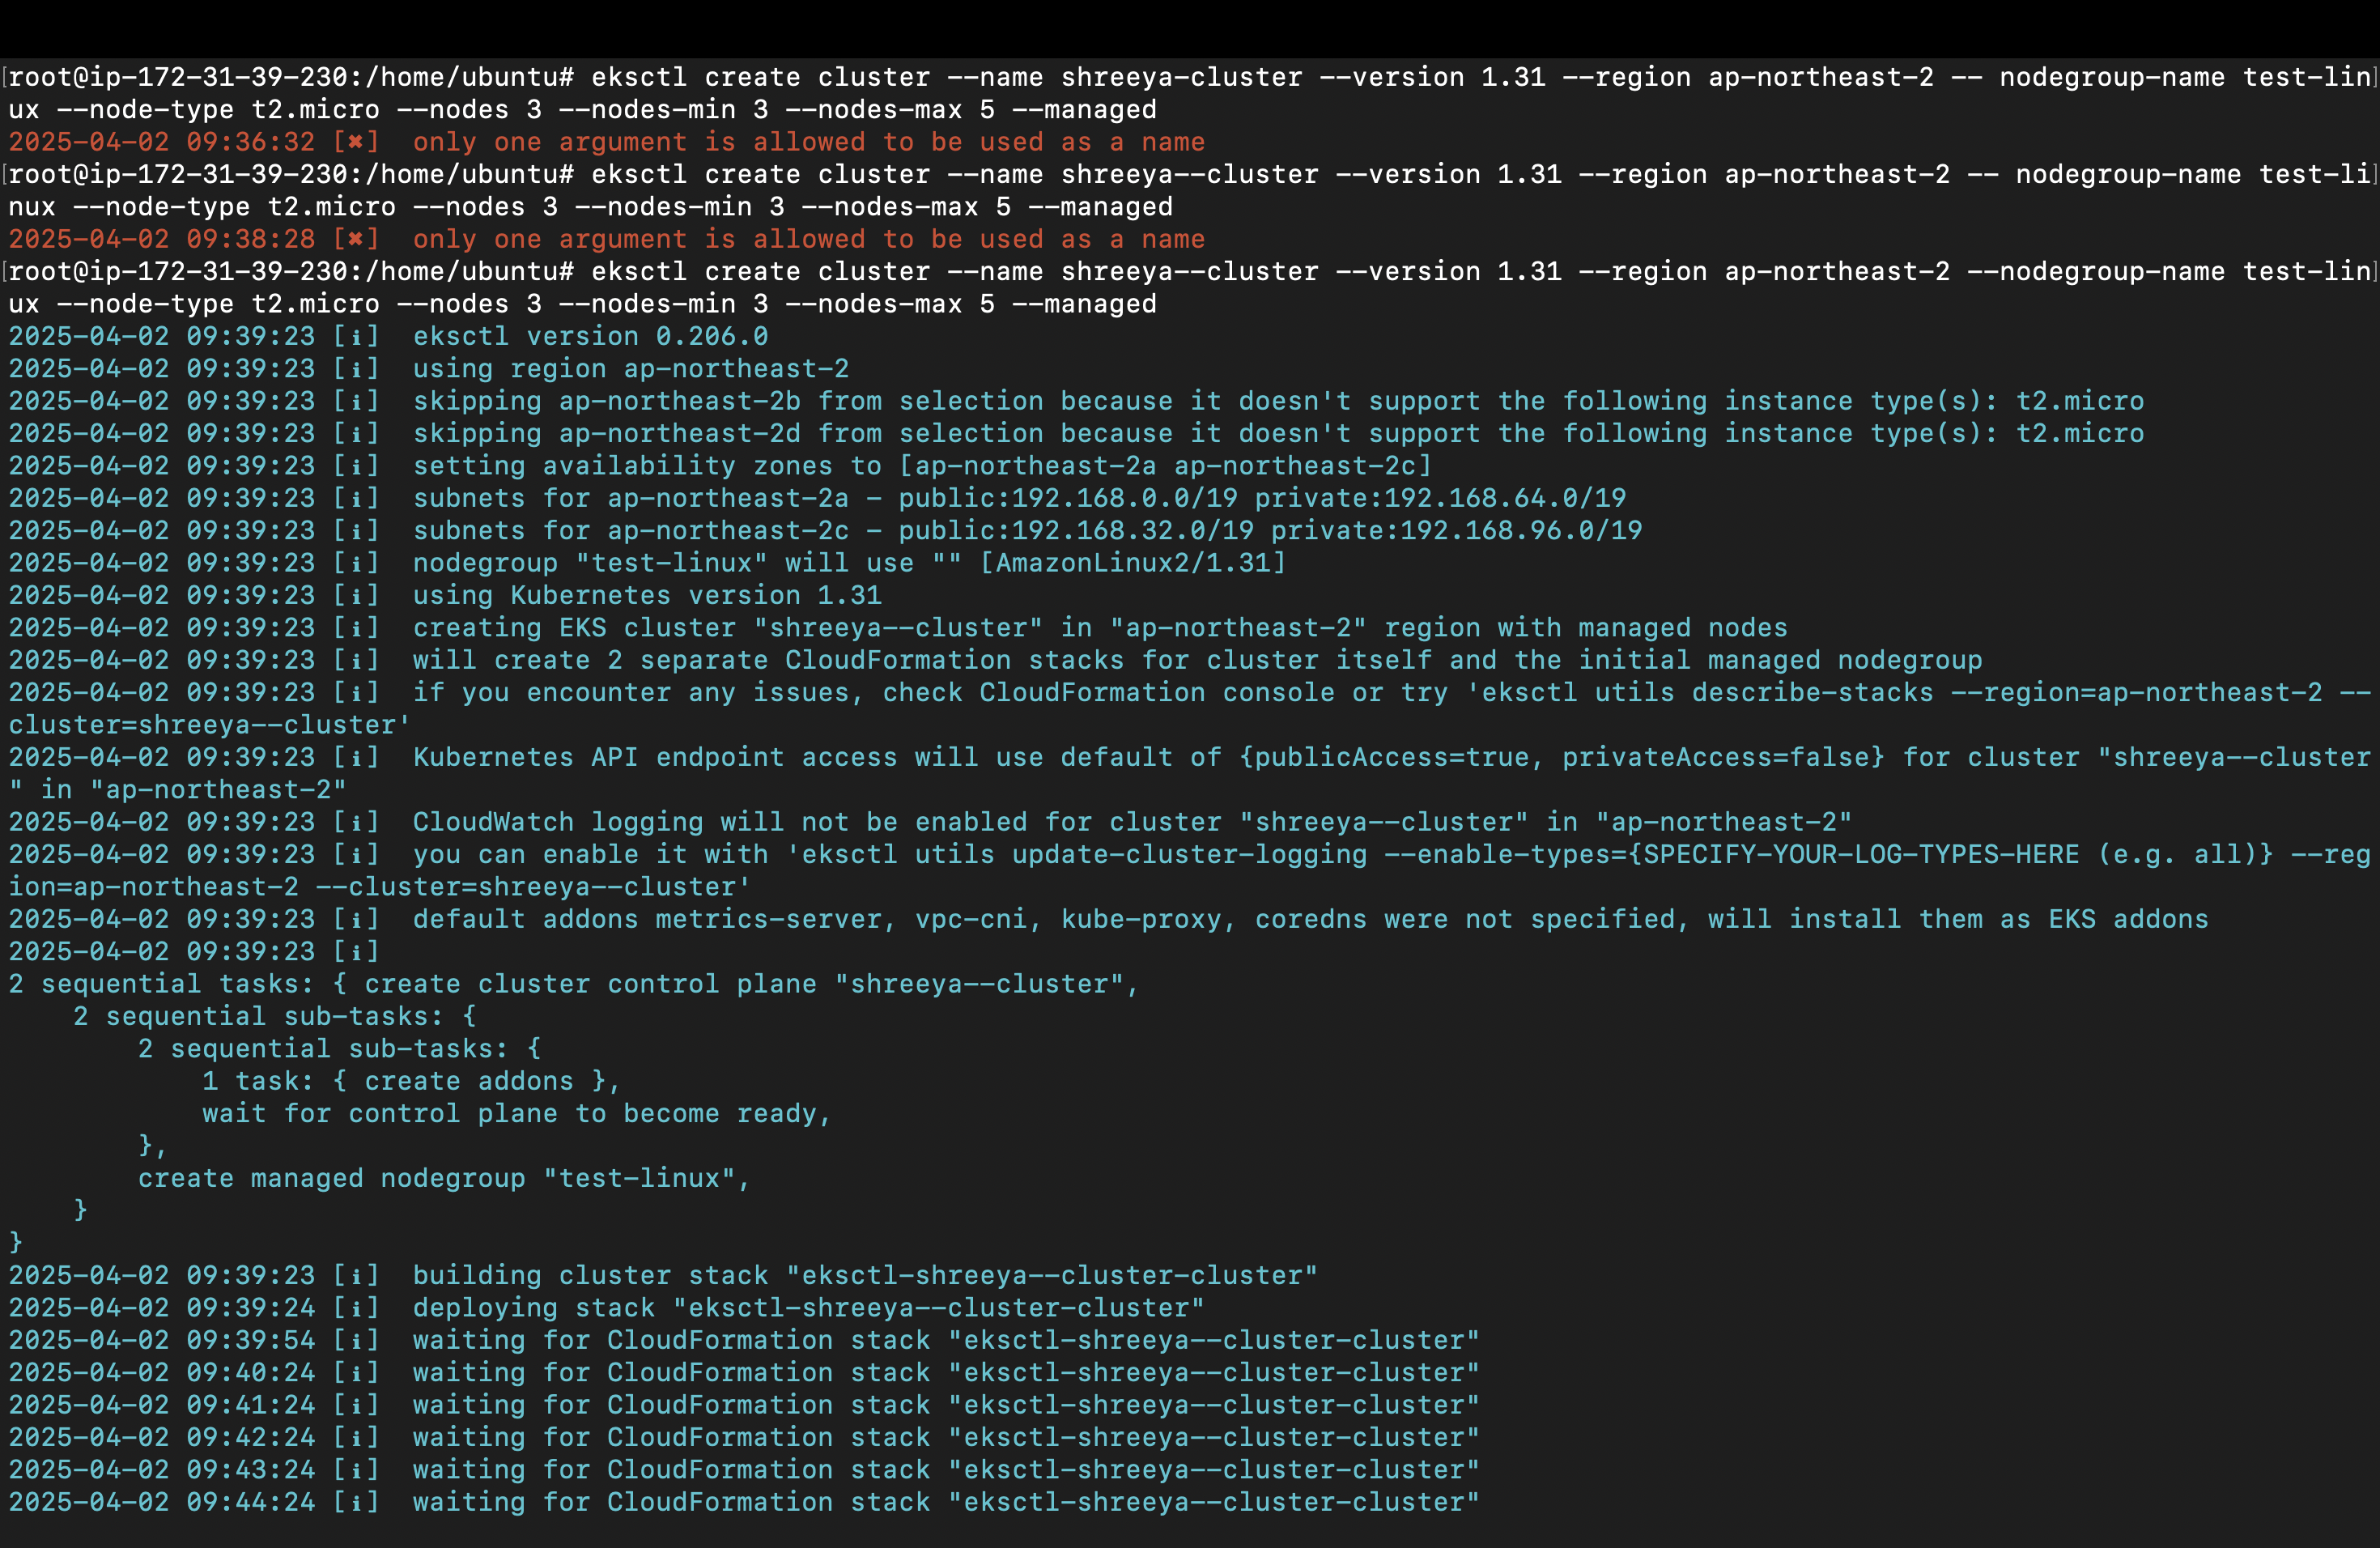 [root@ip-172-31-39-230:/home/ubuntu# eksctl create cluster --name shreeya-cluster --version 1.31 --region ap-northeast-2 -- nodegroup-name test-lin]
ux --node-type t2.micro --nodes 3 --nodes-min 3 --nodes-max 5 --managed
2025-04-02 09:36:32 [✖]  only one argument is allowed to be used as a name
[root@ip-172-31-39-230:/home/ubuntu# eksctl create cluster --name shreeya--cluster --version 1.31 --region ap-northeast-2 -- nodegroup-name test-li]
nux --node-type t2.micro --nodes 3 --nodes-min 3 --nodes-max 5 --managed
2025-04-02 09:38:28 [✖]  only one argument is allowed to be used as a name
[root@ip-172-31-39-230:/home/ubuntu# eksctl create cluster --name shreeya--cluster --version 1.31 --region ap-northeast-2 --nodegroup-name test-lin]
ux --node-type t2.micro --nodes 3 --nodes-min 3 --nodes-max 5 --managed
2025-04-02 09:39:23 [ℹ]  eksctl version 0.206.0
2025-04-02 09:39:23 [ℹ]  using region ap-northeast-2
2025-04-02 09:39:23 [ℹ]  skipping ap-northeast-2b from selection because it doesn't support the following instance type(s): t2.micro
2025-04-02 09:39:23 [ℹ]  skipping ap-northeast-2d from selection because it doesn't support the following instance type(s): t2.micro
2025-04-02 09:39:23 [ℹ]  setting availability zones to [ap-northeast-2a ap-northeast-2c]
2025-04-02 09:39:23 [ℹ]  subnets for ap-northeast-2a - public:192.168.0.0/19 private:192.168.64.0/19
2025-04-02 09:39:23 [ℹ]  subnets for ap-northeast-2c - public:192.168.32.0/19 private:192.168.96.0/19
2025-04-02 09:39:23 [ℹ]  nodegroup "test-linux" will use "" [AmazonLinux2/1.31]
2025-04-02 09:39:23 [ℹ]  using Kubernetes version 1.31
2025-04-02 09:39:23 [ℹ]  creating EKS cluster "shreeya--cluster" in "ap-northeast-2" region with managed nodes
2025-04-02 09:39:23 [ℹ]  will create 2 separate CloudFormation stacks for cluster itself and the initial managed nodegroup
2025-04-02 09:39:23 [ℹ]  if you encounter any issues, check CloudFormation console or try 'eksctl utils describe-stacks --region=ap-northeast-2 --
cluster=shreeya--cluster'
2025-04-02 09:39:23 [ℹ]  Kubernetes API endpoint access will use default of {publicAccess=true, privateAccess=false} for cluster "shreeya--cluster
" in "ap-northeast-2"
2025-04-02 09:39:23 [ℹ]  CloudWatch logging will not be enabled for cluster "shreeya--cluster" in "ap-northeast-2"
2025-04-02 09:39:23 [ℹ]  you can enable it with 'eksctl utils update-cluster-logging --enable-types={SPECIFY-YOUR-LOG-TYPES-HERE (e.g. all)} --reg
ion=ap-northeast-2 --cluster=shreeya--cluster'
2025-04-02 09:39:23 [ℹ]  default addons metrics-server, vpc-cni, kube-proxy, coredns were not specified, will install them as EKS addons
2025-04-02 09:39:23 [ℹ]
2 sequential tasks: { create cluster control plane "shreeya--cluster",
    2 sequential sub-tasks: {
        2 sequential sub-tasks: {
            1 task: { create addons },
            wait for control plane to become ready,
        },
        create managed nodegroup "test-linux",
    }
}
2025-04-02 09:39:23 [ℹ]  building cluster stack "eksctl-shreeya--cluster-cluster"
2025-04-02 09:39:24 [ℹ]  deploying stack "eksctl-shreeya--cluster-cluster"
2025-04-02 09:39:54 [ℹ]  waiting for CloudFormation stack "eksctl-shreeya--cluster-cluster"
2025-04-02 09:40:24 [ℹ]  waiting for CloudFormation stack "eksctl-shreeya--cluster-cluster"
2025-04-02 09:41:24 [ℹ]  waiting for CloudFormation stack "eksctl-shreeya--cluster-cluster"
2025-04-02 09:42:24 [ℹ]  waiting for CloudFormation stack "eksctl-shreeya--cluster-cluster"
2025-04-02 09:43:24 [ℹ]  waiting for CloudFormation stack "eksctl-shreeya--cluster-cluster"
2025-04-02 09:44:24 [ℹ]  waiting for CloudFormation stack "eksctl-shreeya--cluster-cluster"